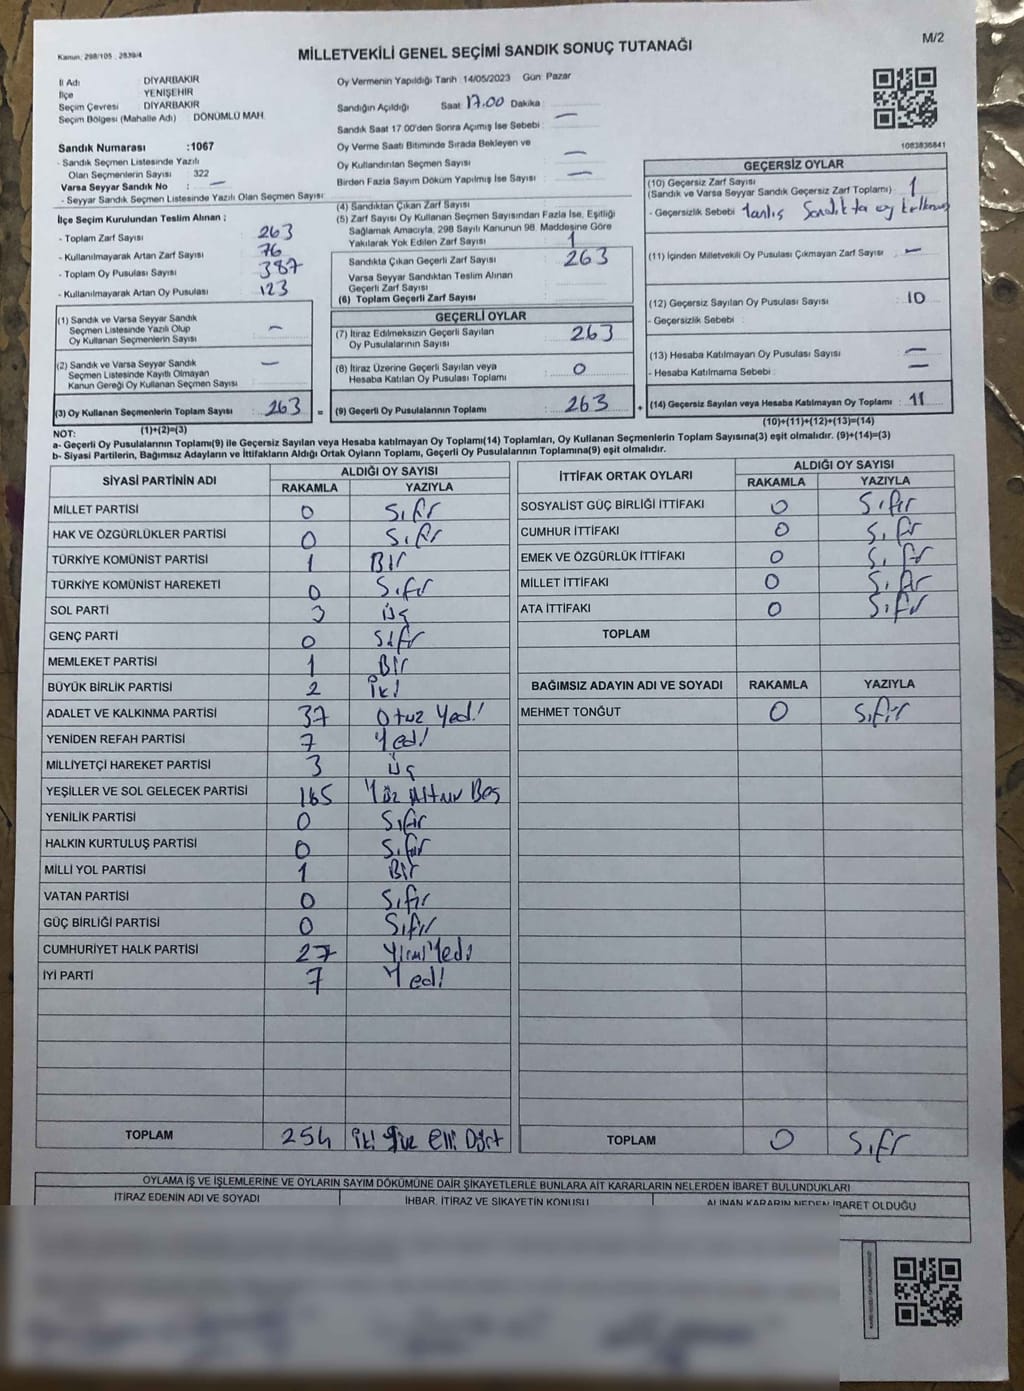 Kanun: 298/105 , 2839/4
MİLLETVEKİLİ GENEL SEÇİMİ SANDIK SONUÇ TUTANAĞI
M/2
İl Adı DİYARBAKIR
İlçe YENİŞEHİR
Seçim Çevresi DİYARBAKIR
Seçim Bölgesi (Mahalle Adı) : DÖNÜMLÜ MAH.
Oy Vermenin Yapıldığı Tarih :14/05/2023 Gün: Pazar
Sandığın Açıldığı Saat: 17.00 Dakika :
Sandık Saat 17.00'den Sonra Açılmış İse Sebebi : —
Oy Verme Saati Bitiminde Sırada Bekleyen ve
Oy Kullandırılan Seçmen Sayısı : —
Birden Fazla Sayım Döküm Yapılmış İse Sayısı : —
1083836841
Sandık Numarası :1067
- Sandık Seçmen Listesinde Yazılı
Olan Seçmenlerin Sayısı 322
Varsa Seyyar Sandık No : —
- Seyyar Sandık Seçmen Listesinde Yazılı Olan Seçmen Sayısı
İlçe Seçim Kurulundan Teslim Alınan :
- Toplam Zarf Sayısı : 263
- Kullanılmayarak Artan Zarf Sayısı : 76
- Toplam Oy Pusulası Sayısı : 387
- Kullanılmayarak Artan Oy Pusulası : 123
(1) Sandık ve Varsa Seyyar Sandık
Seçmen Listesinde Yazılı Olup
Oy Kullanan Seçmenlerin Sayısı : —
(2) Sandık ve Varsa Seyyar Sandık
Seçmen Listesinde Kayıtlı Olmayan
Kanun Gereği Oy Kullanan Seçmen Sayısı : —
(3) Oy Kullanan Seçmenlerin Toplam Sayısı : 263 =
(1)+(2)=(3)
(4) Sandıktan Çıkan Zarf Sayısı :
(5) Zarf Sayısı Oy Kullanan Seçmen Sayısından Fazla İse, Eşitliği
Sağlamak Amacıyla, 298 Sayılı Kanunun 98. Maddesine Göre
Yakılarak Yok Edilen Zarf Sayısı : 1
Sandıkta Çıkan Geçerli Zarf Sayısı 263
Varsa Seyyar Sandıktan Teslim Alınan
Geçerli Zarf Sayısı
(6) Toplam Geçerli Zarf Sayısı
GEÇERLİ OYLAR
(7) İtiraz Edilmeksizin Geçerli Sayılan
Oy Pusulalarının Sayısı : 263
(8) İtiraz Üzerine Geçerli Sayılan veya
Hesaba Katılan Oy Pusulası Toplamı : 0
(9) Geçerli Oy Pusulalarının Toplamı : 263 +
GEÇERSİZ OYLAR
(10) Geçersiz Zarf Sayısı
(Sandık ve Varsa Seyyar Sandık Geçersiz Zarf Toplamı) : 1
- Geçersizlik Sebebi Yanlış Sandıkta oy
(11) İçinden Milletvekili Oy Pusulası Çıkmayan Zarf Sayısı : —
(12) Geçersiz Sayılan Oy Pusulası Sayısı : 10
- Geçersizlik Sebebi :
(13) Hesaba Katılmayan Oy Pusulası Sayısı : —
- Hesaba Katılmama Sebebi : —
(14) Geçersiz Sayılan veya Hesaba Katılmayan Oy Toplamı : 11
(10)+(11)+(12)+(13)=(14)
NOT:
a- Geçerli Oy Pusulalarının Toplamı(9) ile Geçersiz Sayılan veya Hesaba katılmayan Oy Toplamı(14) Toplamları, Oy Kullanan Seçmenlerin Toplam Sayısına(3) eşit olmalıdır. (9)+(14)=(3)
b- Siyasi Partilerin, Bağımsız Adayların ve İttifakların Aldığı Ortak Oyların Toplamı, Geçerli Oy Pusulalarının Toplamına(9) eşit olmalıdır.
SİYASİ PARTİNİN ADI ALDIĞI OY SAYISI
RAKAMLA YAZIYLA
MİLLET PARTİSİ 0 Sıfır
HAK VE ÖZGÜRLÜKLER PARTİSİ 0 Sıfır
TÜRKİYE KOMÜNİST PARTİSİ 1 Bir
TÜRKİYE KOMÜNİST HAREKETİ 0 Sıfır
SOL PARTİ 3 Üç
GENÇ PARTİ 0 Sıfır
MEMLEKET PARTİSİ 1 Bir
BÜYÜK BİRLİK PARTİSİ 2 İki
ADALET VE KALKINMA PARTİSİ 37 Otuz Yedi
YENİDEN REFAH PARTİSİ 7 Yedi
MİLLİYETÇİ HAREKET PARTİSİ 3 Üç
YEŞİLLER VE SOL GELECEK PARTİSİ 165 Yüz Altmış Beş
YENİLİK PARTİSİ 0 Sıfır
HALKIN KURTULUŞ PARTİSİ 0 Sıfır
MİLLİ YOL PARTİSİ 1 Bir
VATAN PARTİSİ 0 Sıfır
GÜÇ BİRLİĞİ PARTİSİ 0 Sıfır
CUMHURİYET HALK PARTİSİ 27 Yirmi Yedi
İYİ PARTİ 7 Yedi
TOPLAM 254 İki Yüz Elli Dört
İTTİFAK ORTAK OYLARI ALDIĞI OY SAYISI
RAKAMLA YAZIYLA
SOSYALİST GÜÇ BİRLİĞİ İTTİFAKI 0 Sıfır
CUMHUR İTTİFAKI 0 Sıfır
EMEK VE ÖZGÜRLÜK İTTİFAKI 0 Sıfır
MİLLET İTTİFAKI 0 Sıfır
ATA İTTİFAKI 0 Sıfır
TOPLAM
BAĞIMSIZ ADAYIN ADI VE SOYADI RAKAMLA YAZIYLA
MEHMET TONĞUT 0 Sıfır
TOPLAM 0 Sıfır
OYLAMA İŞ VE İŞLEMLERİNE VE OYLARIN SAYIM DÖKÜMÜNE DAİR ŞİKAYETLERLE BUNLARA AİT KARARLARIN NELERDEN İBARET BULUNDUKLARI
İTİRAZ EDENİN ADI VE SOYADI İHBAR, İTİRAZ VE ŞİKAYETİN KONUSU ALINAN KARARIN NEDEN İBARET OLDUĞU